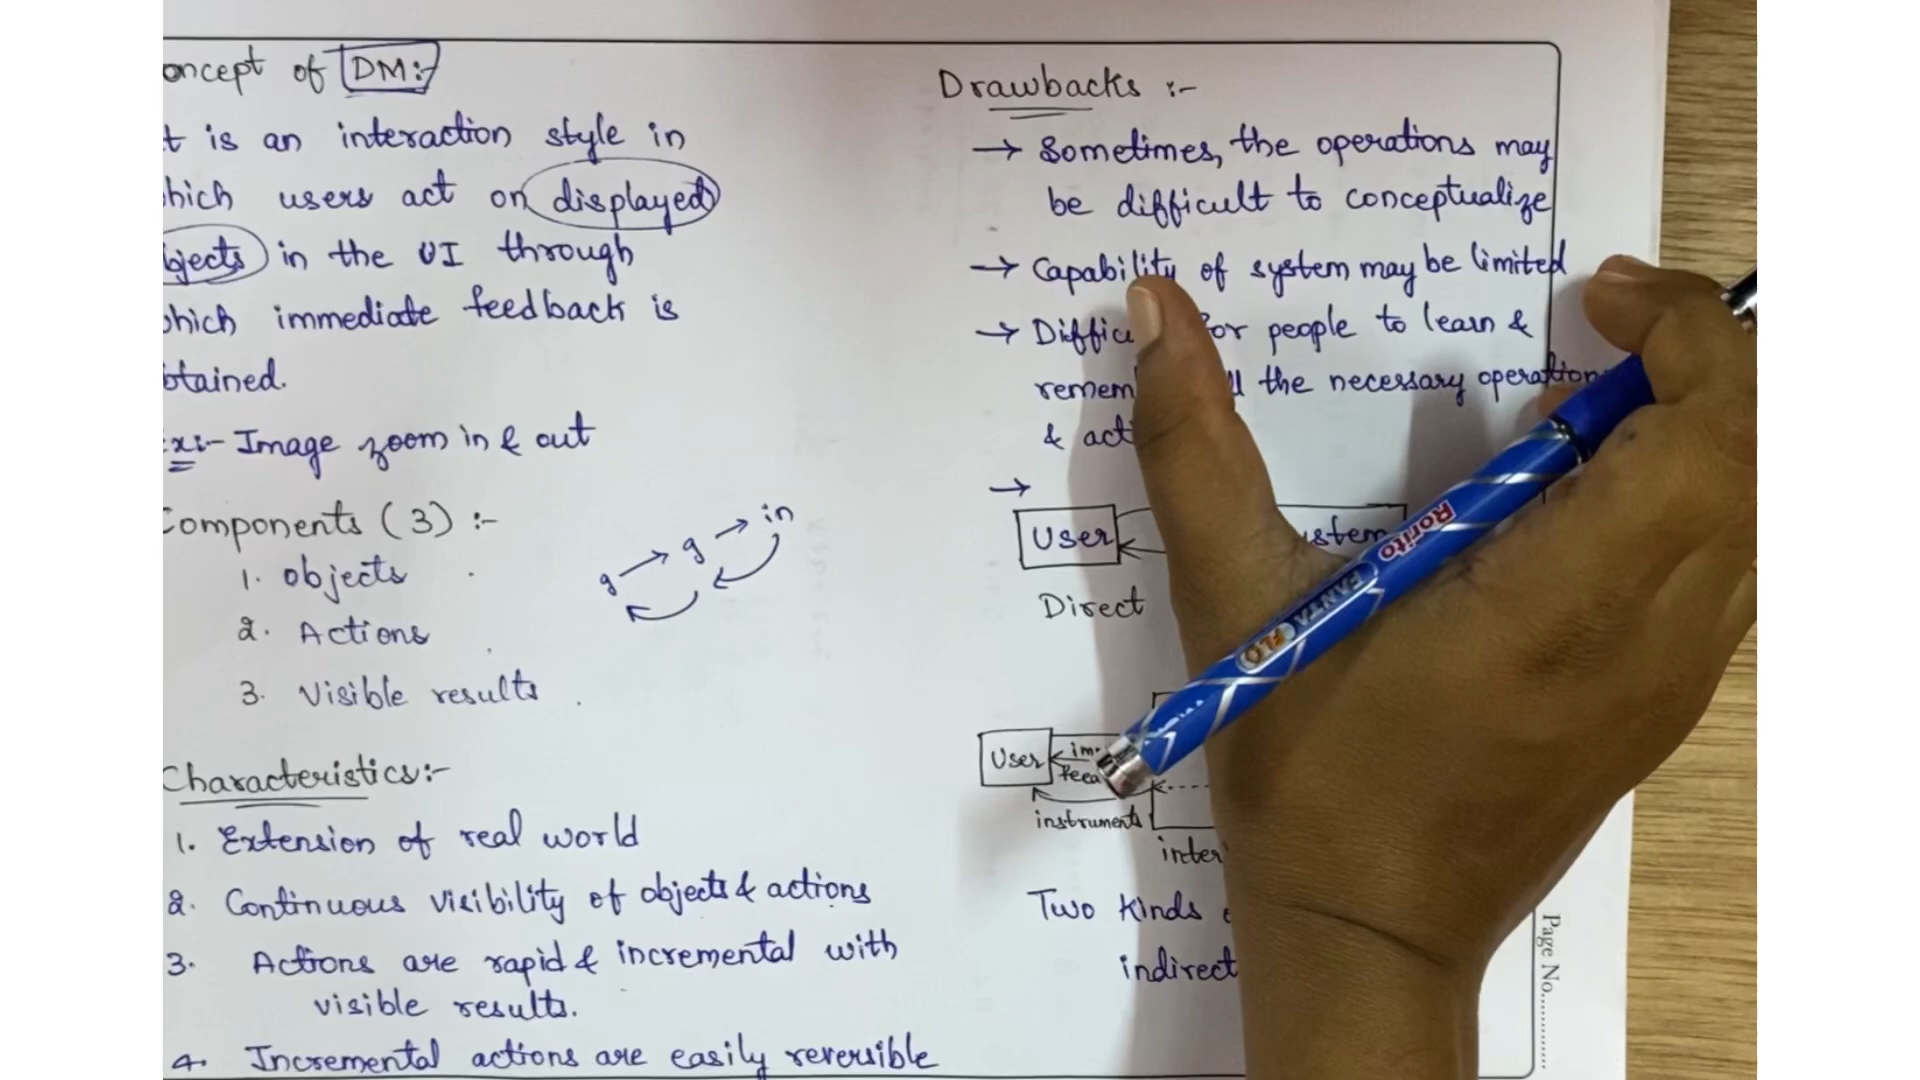 oncept of DM:-
t is an interaction style in
hich users act on displayed
bjects in the UI through
hich immediate feedback is
btained.
x:- Image zoom in & out
Components (3) :-
1. Objects
2. Actions
3. Visible results
g → g → in
Characteristics:-
1. Extension of real world
2. Continuous visibility of objects & actions
3. Actions are rapid & incremental with
visible results.
4. Incremental actions are easily reversible
Drawbacks :-
→ Sometimes, the operations may
be difficult to conceptualize
→ Capability of system may be limited
→ for people to learn &
the necessary operation
&
→
User
Direct
User
instruments
Two kinds
indirect
Rorito
FANTA FLO
Page No.............